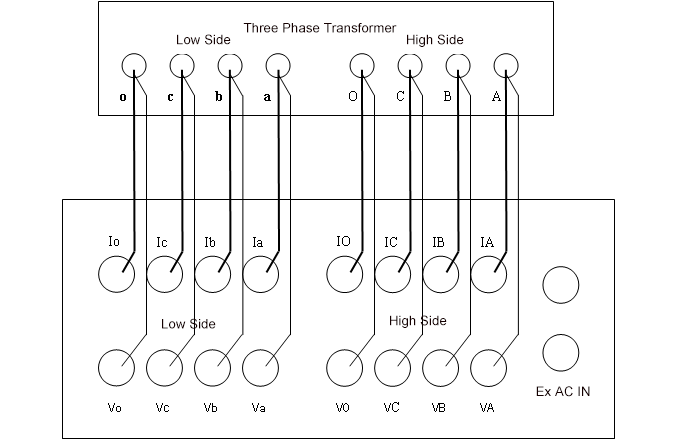 Three Phase Transformer
Low Side High Side
o c b a O C B A
Io Ic Ib Ia IO IC IB IA
Low Side High Side
Ex AC IN
Vo Vc Vb Va V0 VC VB VA